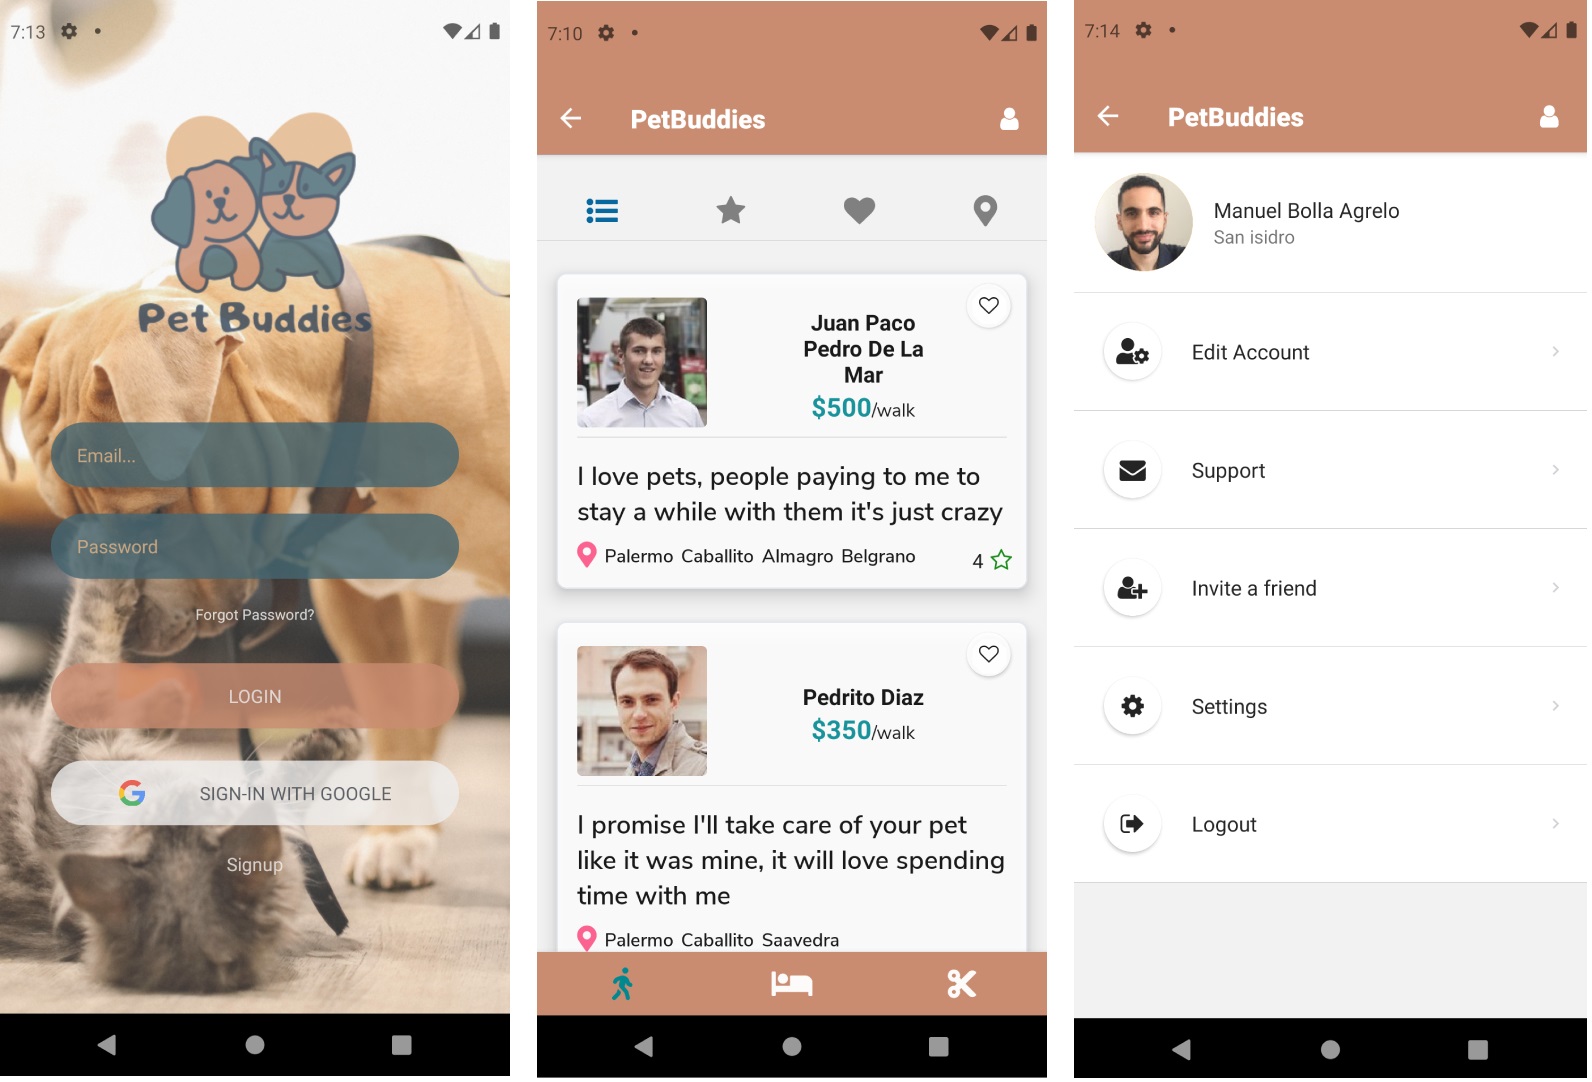 7:13
Pet Buddies
Email...
Password
Forgot Password?
LOGIN
SIGN-IN WITH GOOGLE
Signup
7:10
PetBuddies
Juan Paco
Pedro De La
Mar
$500/walk
I love pets, people paying to me to
stay a while with them it's just crazy
Palermo Caballito Almagro Belgrano
4
Pedrito Diaz
$350/walk
I promise I'll take care of your pet
like it was mine, it will love spending
time with me
Palermo Caballito Saavedra
7:14
PetBuddies
Manuel Bolla Agrelo
San isidro
Edit Account
Support
Invite a friend
Settings
Logout